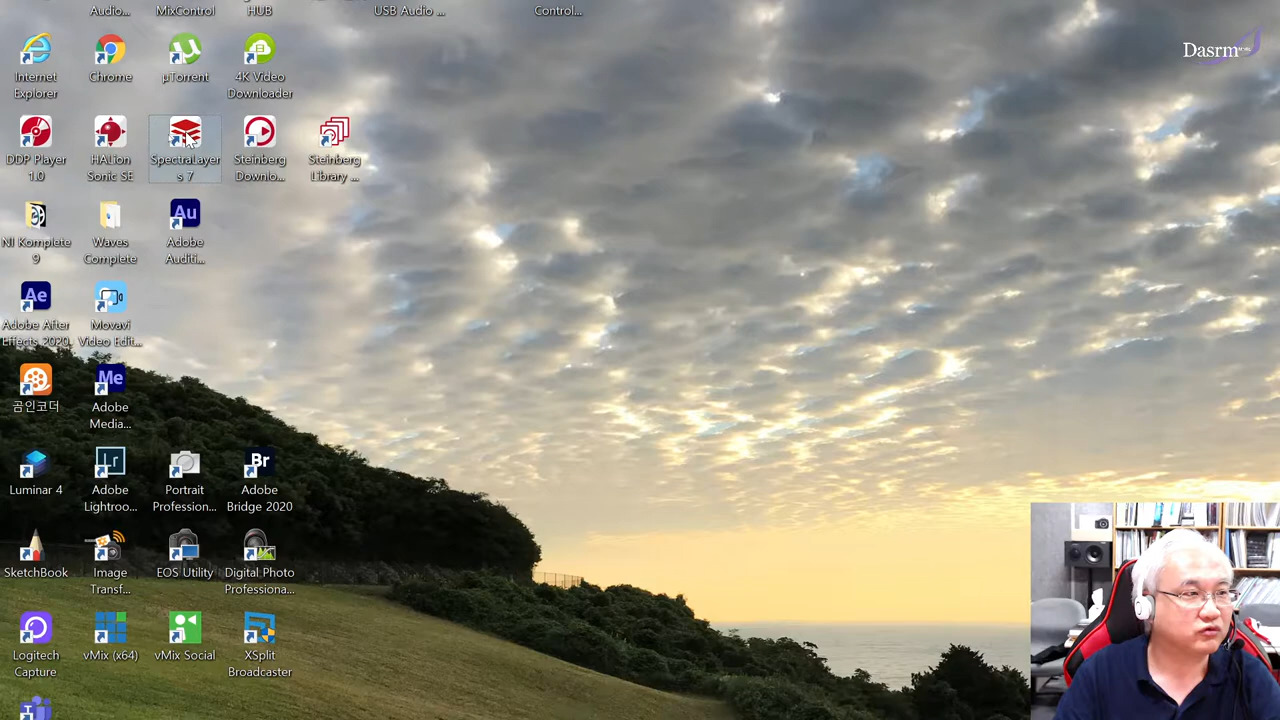 Audio...
MixControl
HUB
USB Audio ...
Control...
Dasrm
Internet
Explorer
Chrome
µTorrent
4K Video
Downloader
DDP Player
1.0
HALion
Sonic SE
SpectraLayer
s 7
Steinberg
Downlo...
Steinberg
Library ...
NI Komplete
9
Waves
Complete
Au
Adobe
Auditi...
Ae
Adobe After
Effects 2020
Movavi
Video Edit...
곰인코더
Me
Adobe
Media...
Luminar 4
Lr
Adobe
Lightroo...
Portrait
Profession...
Br
Adobe
Bridge 2020
SketchBook
Image
Transf...
EOS Utility
Digital Photo
Professiona...
Logitech
Capture
vMix (x64)
vMix Social
XSplit
Broadcaster